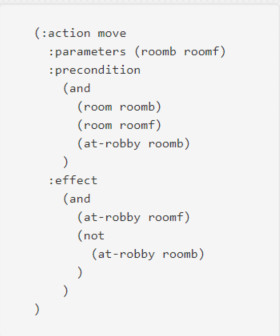 (:action move
  :parameters (roomb roomf)
  :precondition
    (and
      (room roomb)
      (room roomf)
      (at-robby roomb)
    )
  :effect
    (and
      (at-robby roomf)
      (not
        (at-robby roomb)
      )
    )
)